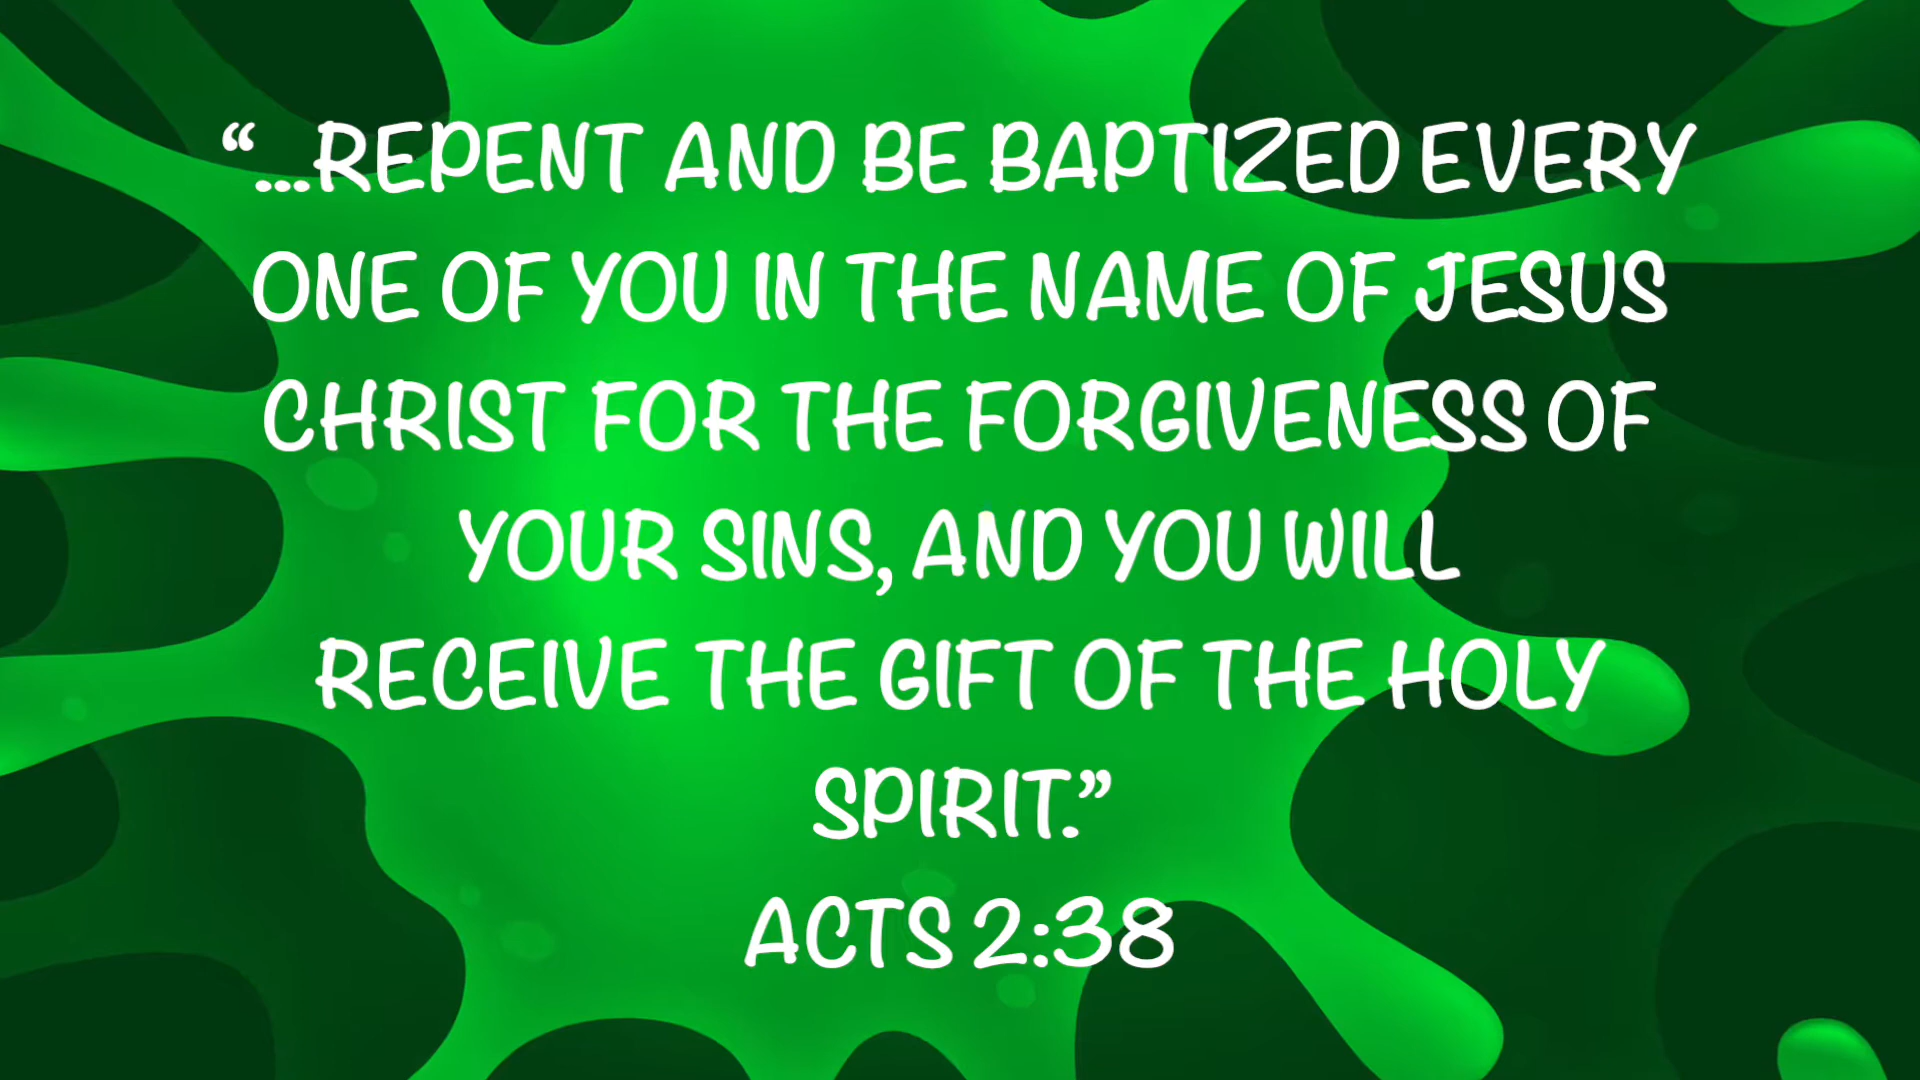 “...REPENT AND BE BAPTIZED EVERY
ONE OF YOU IN THE NAME OF JESUS
CHRIST FOR THE FORGIVENESS OF
YOUR SINS, AND YOU WILL
RECEIVE THE GIFT OF THE HOLY
SPIRIT.”
ACTS 2:38